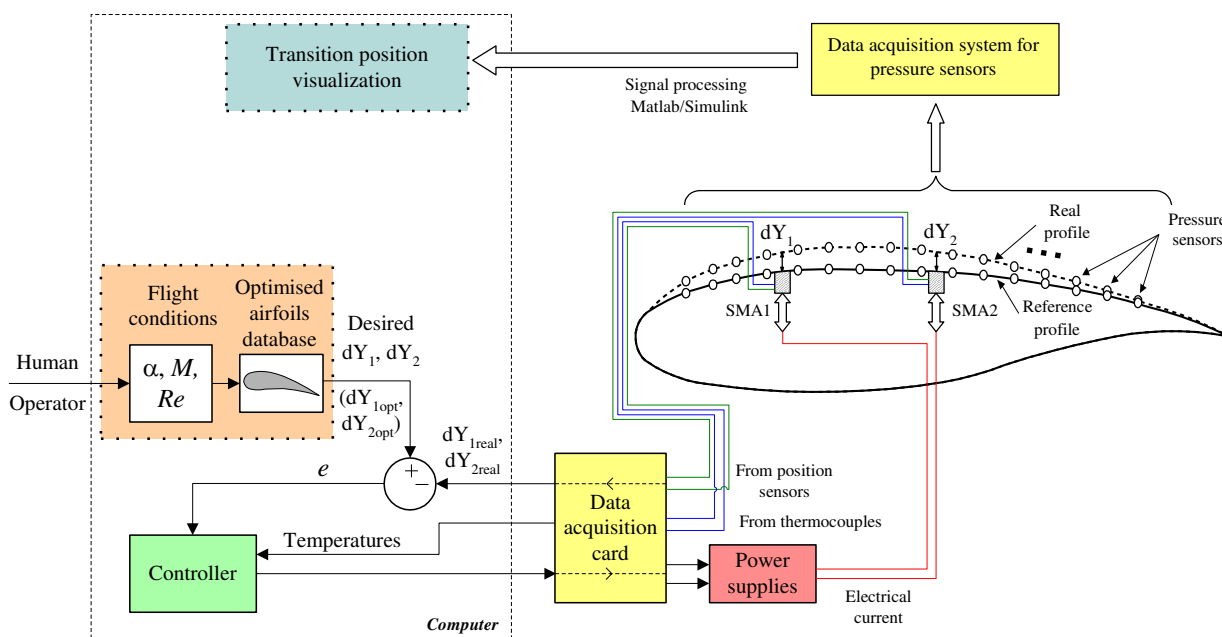 Transition position
visualization
Signal processing
Matlab/Simulink
Data acquisition system for
pressure sensors
Real
profile
Pressure
sensors
dY1
dY2
SMA1
SMA2
Reference
profile
Flight
conditions
Optimised
airfoils
database
Desired
dY1, dY2
Human
Operator
α, M,
Re
(dY1opt,
dY2opt)
dY1real,
dY2real
+
−
e
From position
sensors
Data
acquisition
card
From thermocouples
Temperatures
Controller
Power
supplies
Electrical
current
Computer